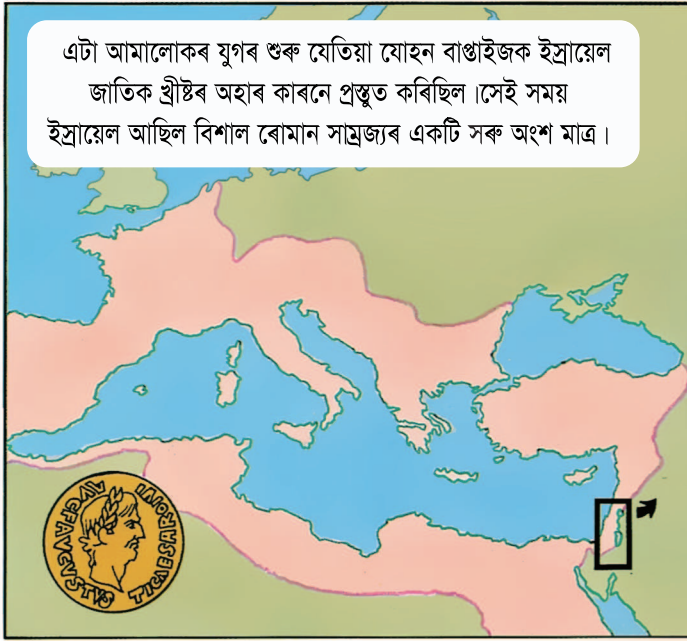 এটা আমালোকৰ যুগৰ শুৰু যেতিয়া যোহন বাপ্তাইজক ইস্ৰায়েল
জাতিক খ্ৰীষ্টৰ অহাৰ কাৰনে প্ৰস্তুত কৰিছিল।সেই সময়
ইস্ৰায়েল আছিল বিশাল ৰোমান সাম্ৰজ্যৰ একটি সৰু অংশ মাত্ৰ।